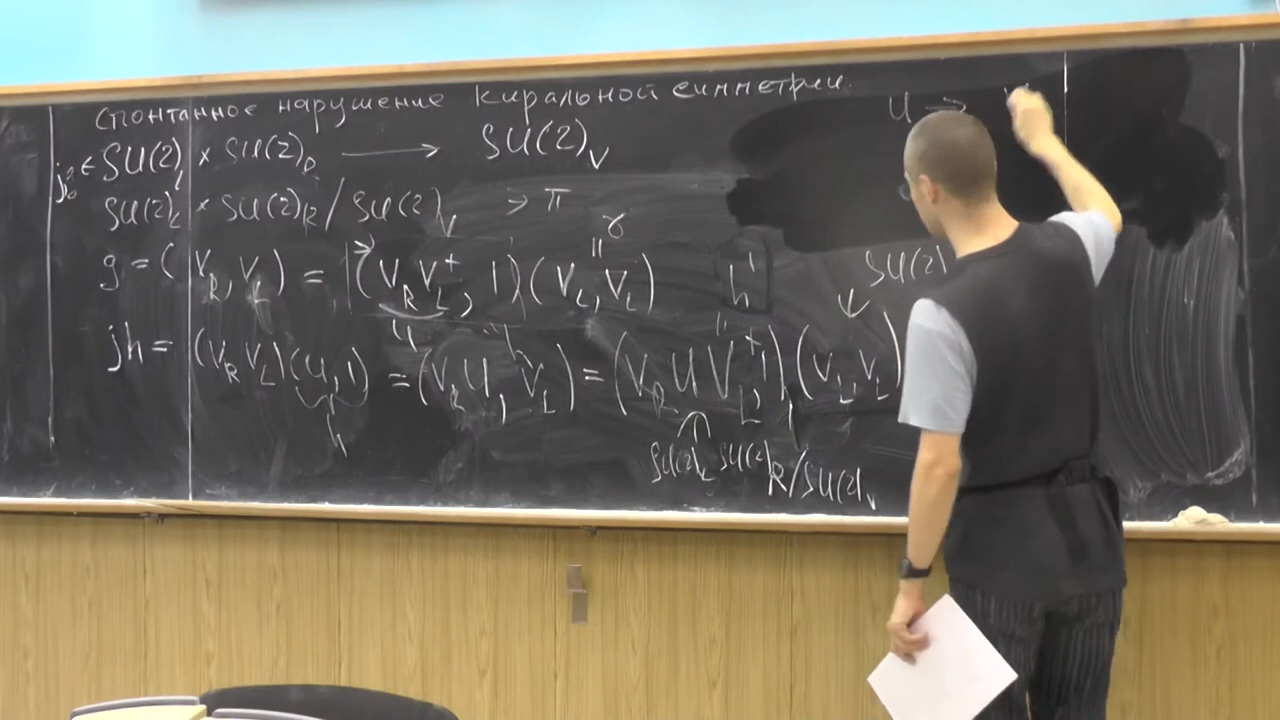 спонтанное нарушение киральной симметрии.
SU(2)_L × SU(2)_R ⟶ SU(2)_V
SU(2)_L × SU(2)_R / SU(2)_V → π
g = (V_R, V_L) = (V_R V_L^+, 1)(V_L, V_L)
γh = (V_R V_L)(U, 1) = (V_R U, V_L) = (V_R U V_L^+, 1)(V_L, V_L)
SU(2)_L SU(2)_R / SU(2)_V
SU(2)
U →